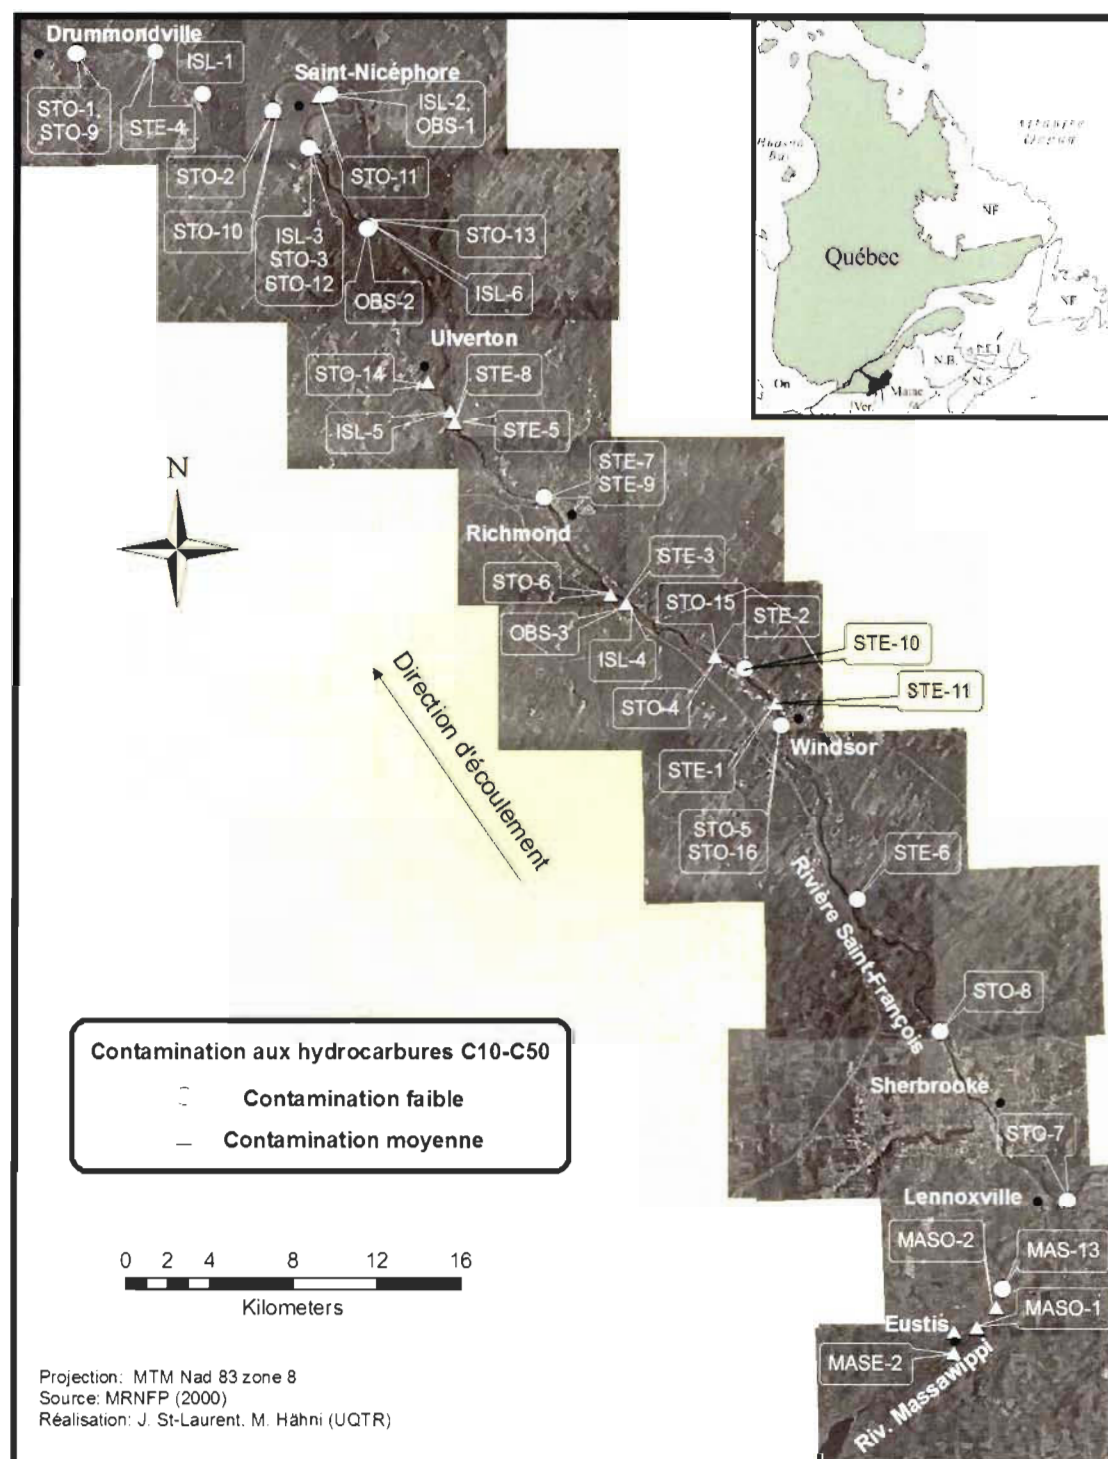 Drummondville
ISL-1
Saint-Nicéphore
STO-1,
STO-9
STE-4
ISL-2,
OBS-1
STO-2
STO-11
STO-10
ISL-3
STO-3
STO-12
STO-13
OBS-2
ISL-6
Ulverton
STO-14
STE-8
ISL-5
STE-5
STE-7
STE-9
Richmond
STE-3
STO-6
STO-15
STE-2
OBS-3
ISL-4
STE-10
STO-4
STE-11
Windsor
STE-1
STO-5
STO-16
STE-6
Rivière Saint-François
STO-8
Sherbrooke
STO-7
Lennoxville
MASO-2
MAS-13
MASO-1
Eustis
MASE-2
Riv. Massawippi
Québec
NF
NF
N.B.
N.S.
On
Ver.
Maine
N
Direction d'écoulement
Contamination aux hydrocarbures C10-C50
Contamination faible
Contamination moyenne
0 2 4 8 12 16
Kilometers
Projection: MTM Nad 83 zone 8
Source: MRNFP (2000)
Réalisation: J. St-Laurent. M. Hähni (UQTR)